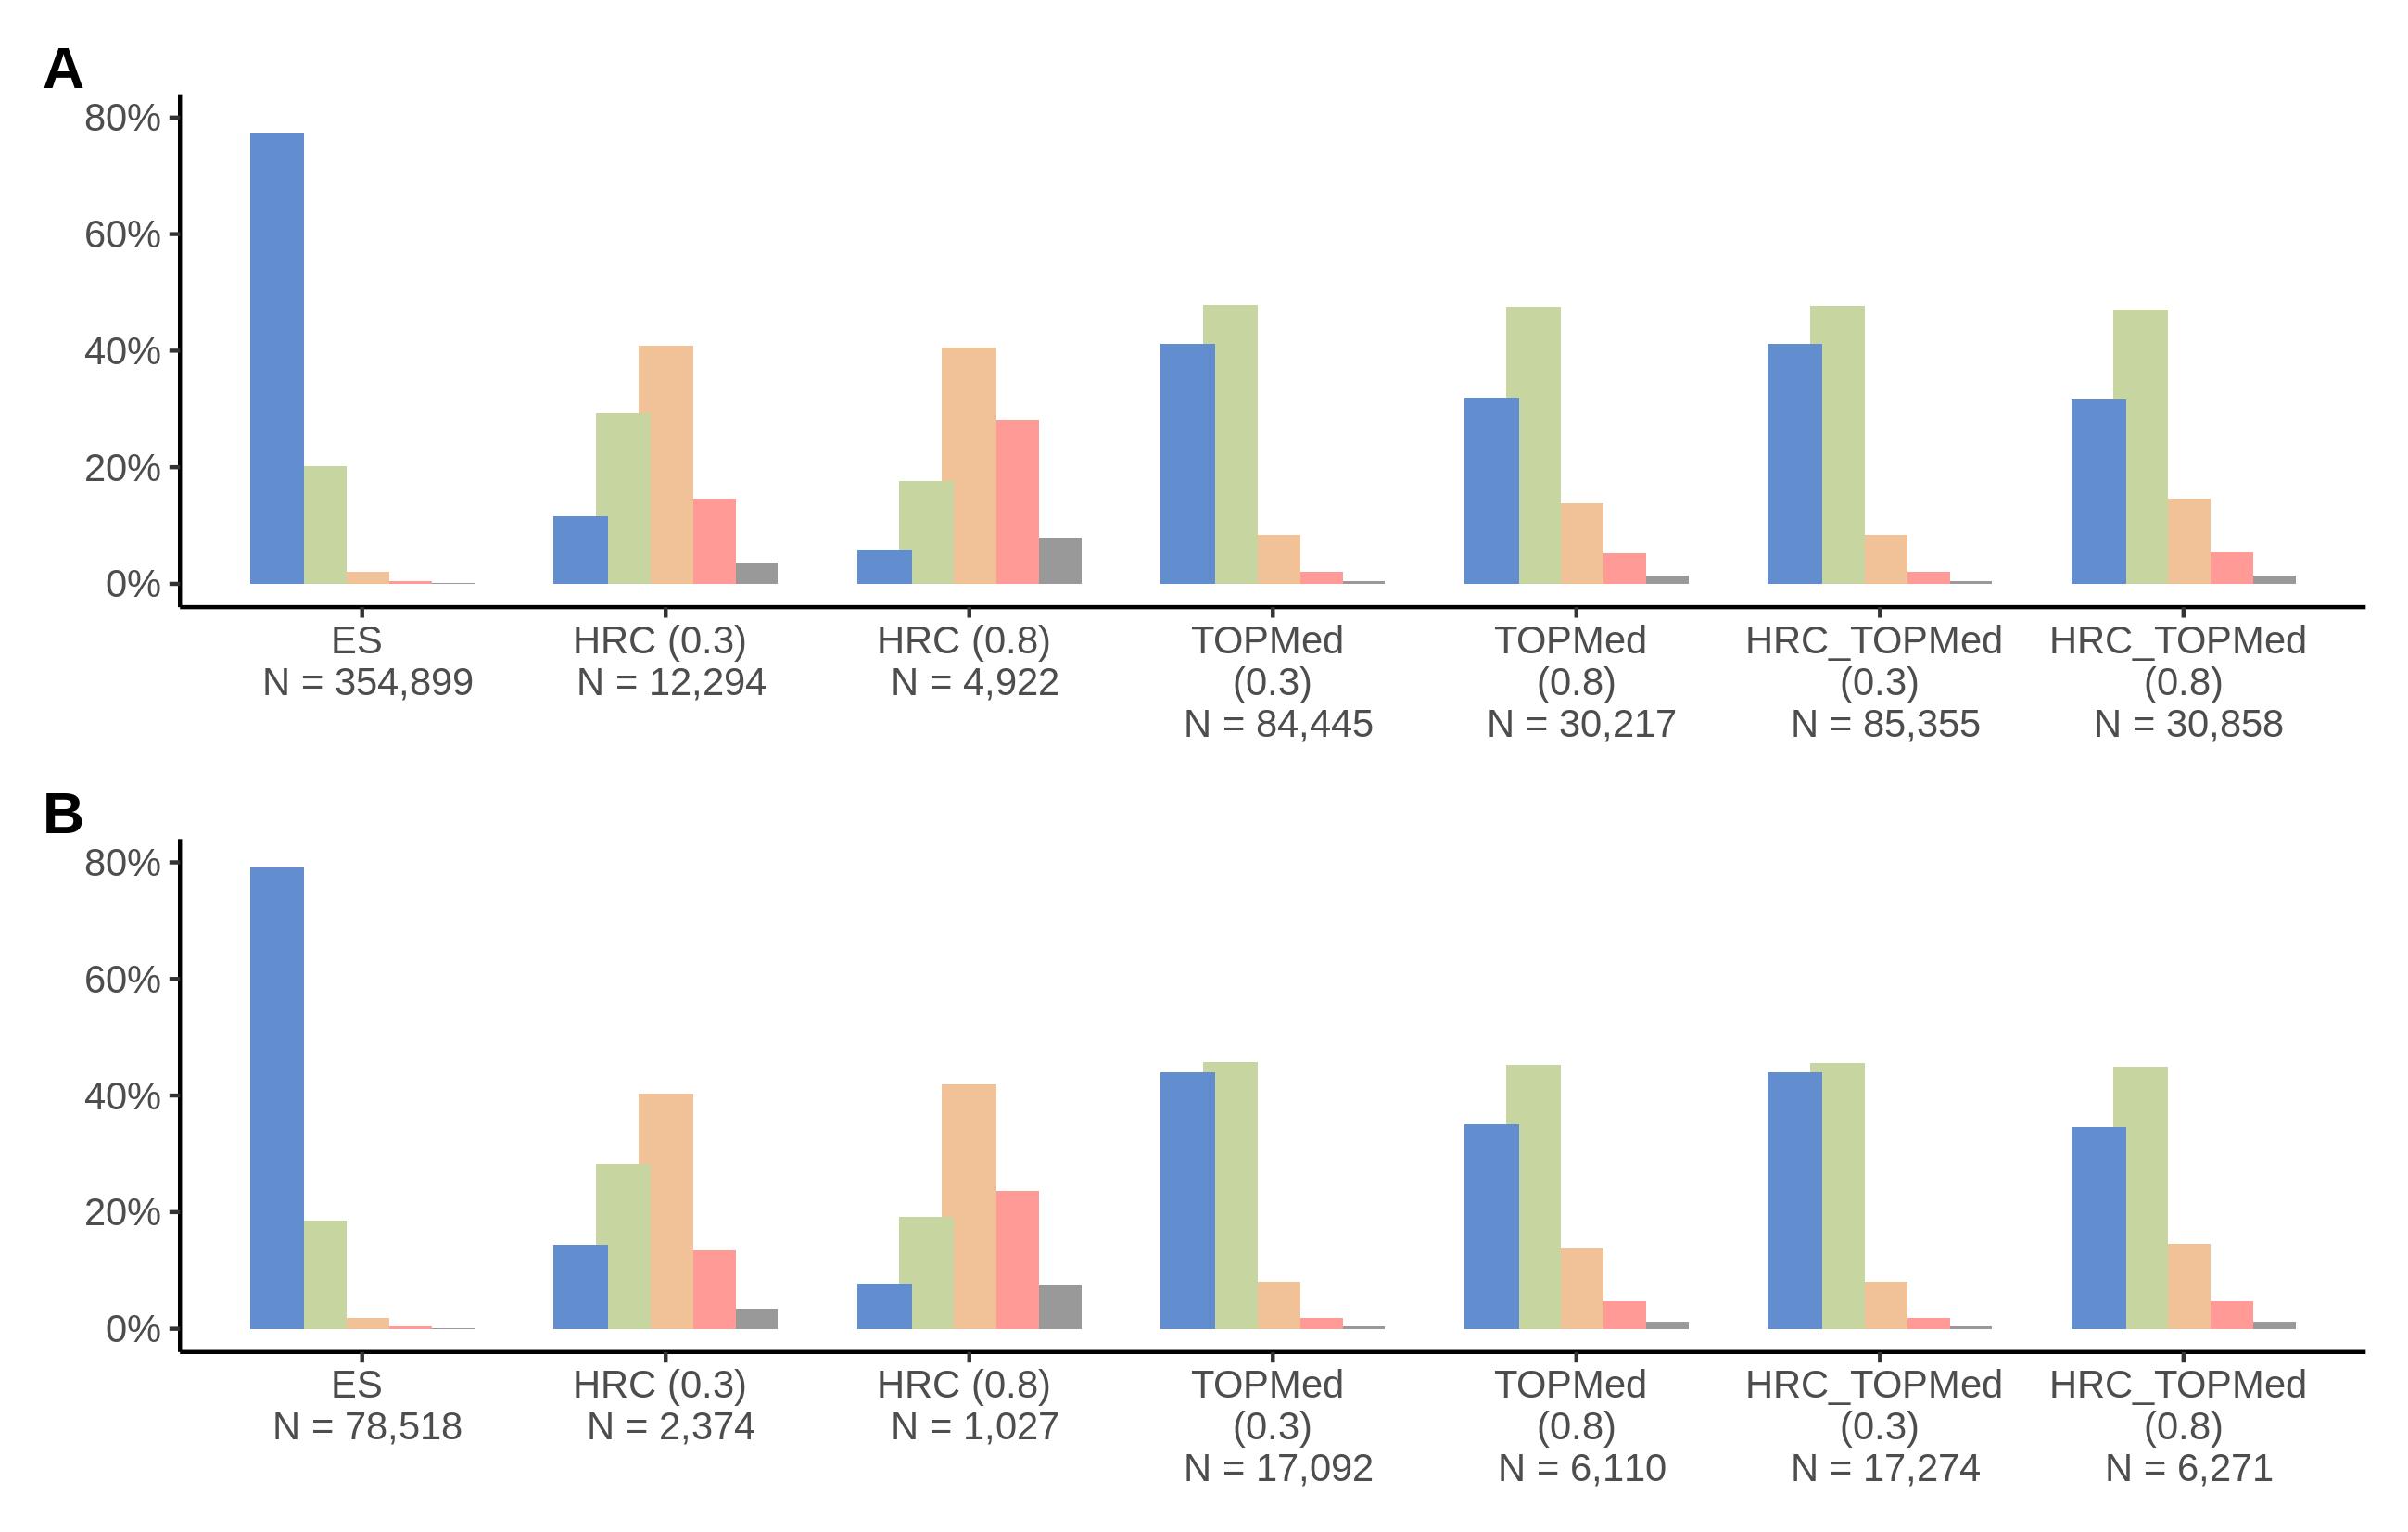 A
80%
60%
40%
20%
0%
ES
N = 354,899
HRC (0.3)
N = 12,294
HRC (0.8)
N = 4,922
TOPMed
(0.3)
N = 84,445
TOPMed
(0.8)
N = 30,217
HRC_TOPMed
(0.3)
N = 85,355
HRC_TOPMed
(0.8)
N = 30,858
B
80%
60%
40%
20%
0%
ES
N = 78,518
HRC (0.3)
N = 2,374
HRC (0.8)
N = 1,027
TOPMed
(0.3)
N = 17,092
TOPMed
(0.8)
N = 6,110
HRC_TOPMed
(0.3)
N = 17,274
HRC_TOPMed
(0.8)
N = 6,271